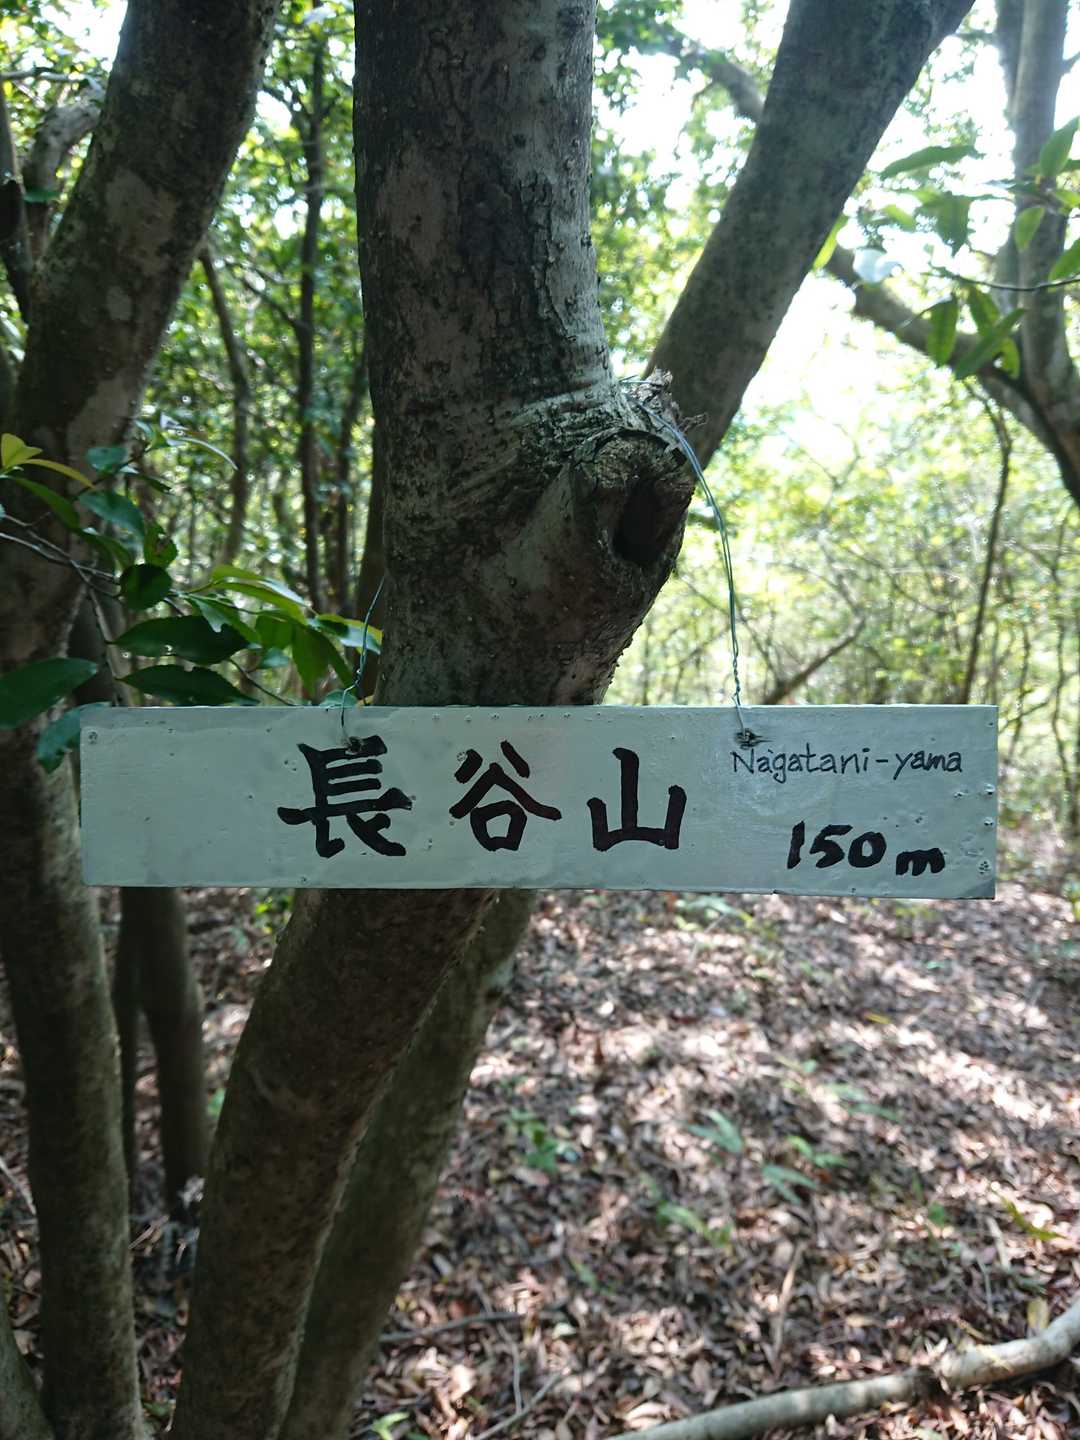 長谷山
Nagatani-yama
150m